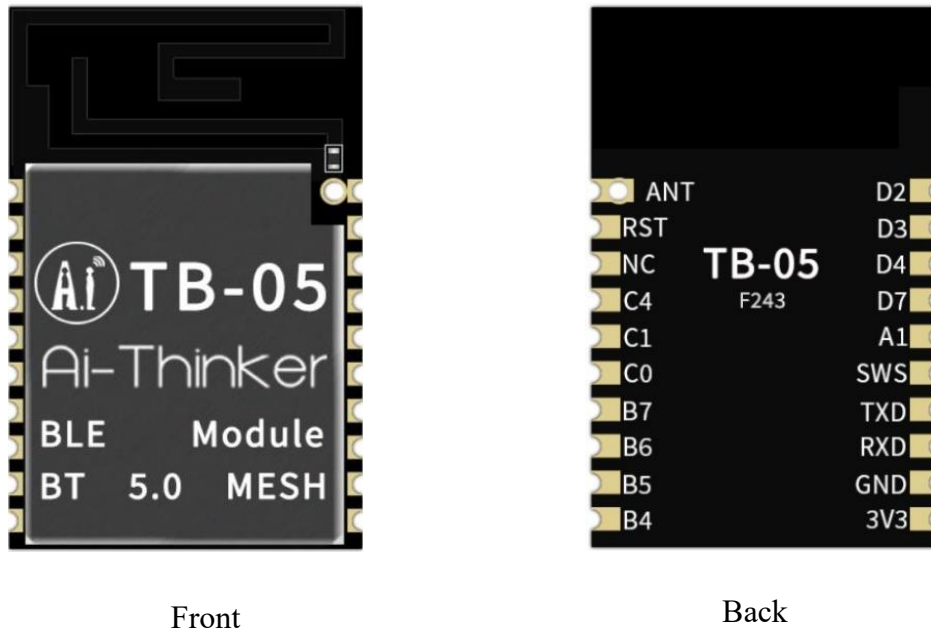 A.i TB-05
Ai-Thinker
BLE Module
BT 5.0 MESH
Front
ANT D2
RST D3
NC TB-05 D4
C4 F243 D7
C1 A1
C0 SWS
B7 TXD
B6 RXD
B5 GND
B4 3V3
Back